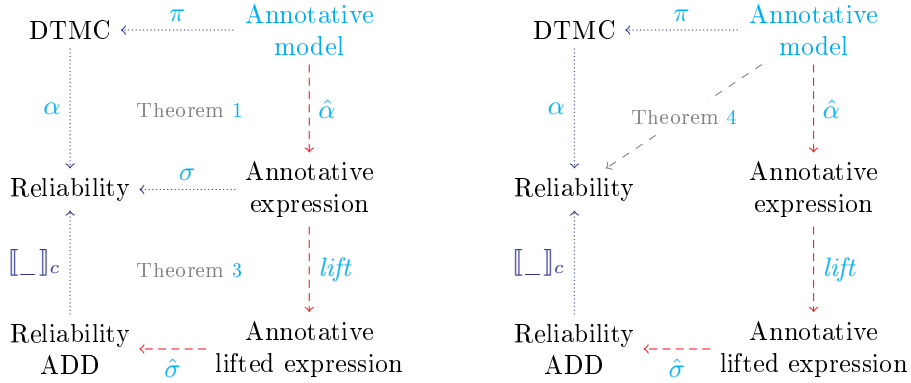 π
Annotative
model
DTMC
α
Theorem 1
α̂
Reliability
σ
Annotative
expression
⟦_⟧c
Theorem 3
lift
Reliability
ADD
σ̂
Annotative
lifted expression
π
Annotative
model
DTMC
α
Theorem 4
α̂
Reliability
Annotative
expression
⟦_⟧c
lift
Reliability
ADD
σ̂
Annotative
lifted expression